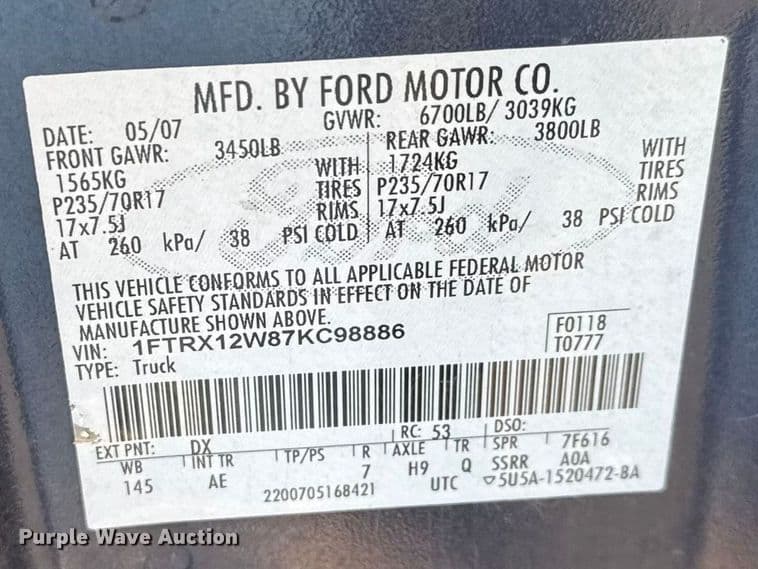 MFD. BY FORD MOTOR CO.
DATE: 05/07 GVWR: 6700LB/ 3039KG
FRONT GAWR: 3450LB REAR GAWR: 3800LB
1565KG WITH 1724KG WITH
P235/70R17 TIRES P235/70R17 TIRES
17x7.5J RIMS 17x7.5J RIMS
AT 260 kPa/ 38 PSI COLD AT 260 kPa/ 38 PSI COLD
Ford
THIS VEHICLE CONFORMS TO ALL APPLICABLE FEDERAL MOTOR
VEHICLE SAFETY STANDARDS IN EFFECT ON THE DATE OF
MANUFACTURE SHOWN ABOVE.
VIN: 1FTRX12W87KC98886 F0118
TYPE: Truck T0777
EXT PNT: DX RC: 53 DSO:
WB INT TR TP/PS R AXLE TR SPR 7F616
145 AE 7 H9 Q SSRR A0A
2200705168421 UTC ▽5U5A-1520472-BA
Purple Wave Auction